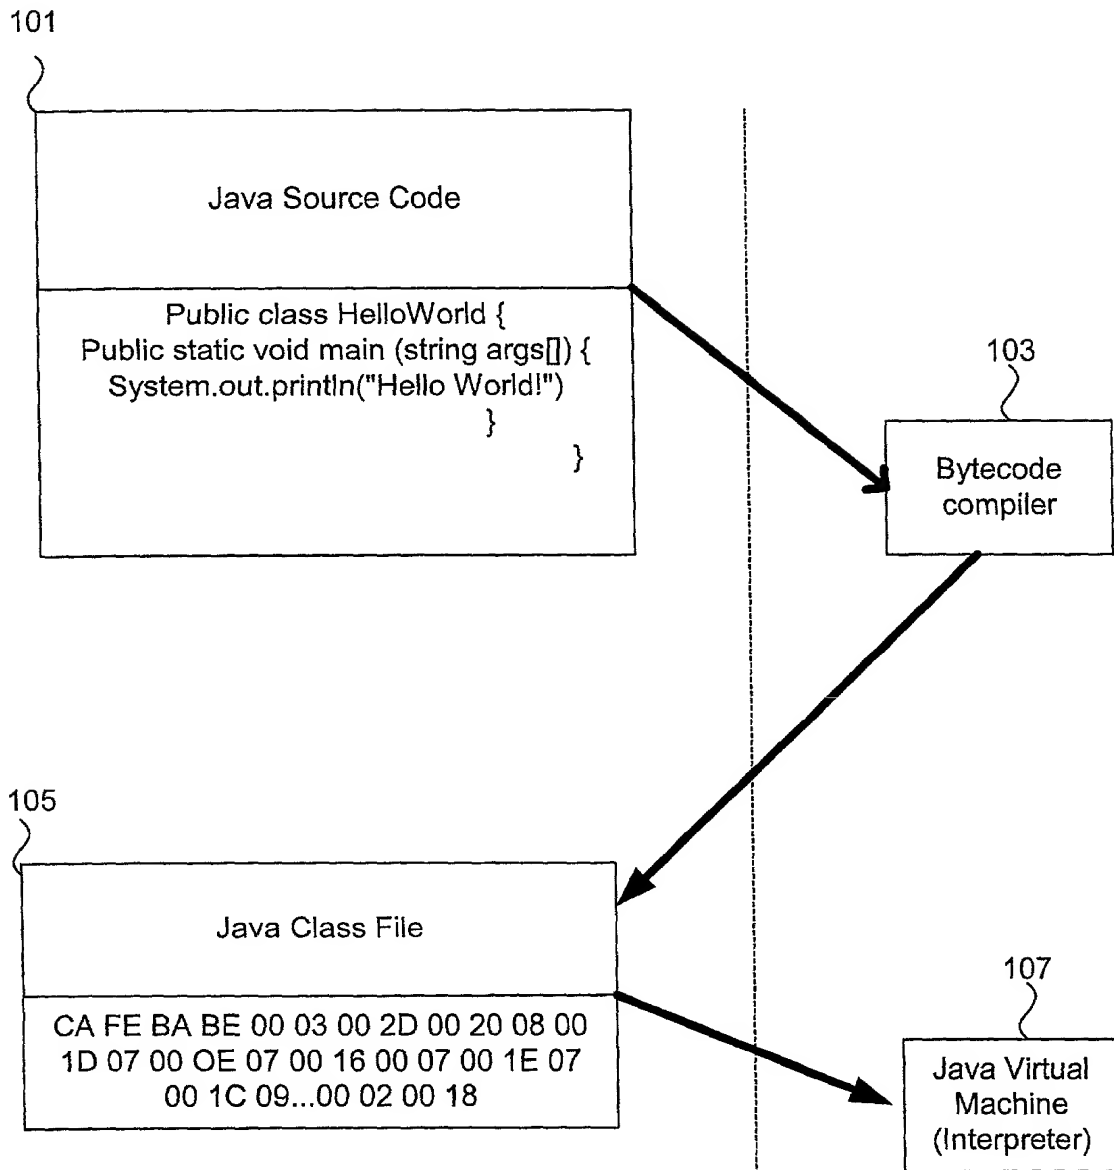 101
Java Source Code
Public class HelloWorld {
Public static void main (string args[]) {
System.out.println("Hello World!")
}
}
103
Bytecode
compiler
105
Java Class File
CA FE BA BE 00 03 00 2D 00 20 08 00
1D 07 00 OE 07 00 16 00 07 00 1E 07
00 1C 09...00 02 00 18
107
Java Virtual
Machine
(Interpreter)